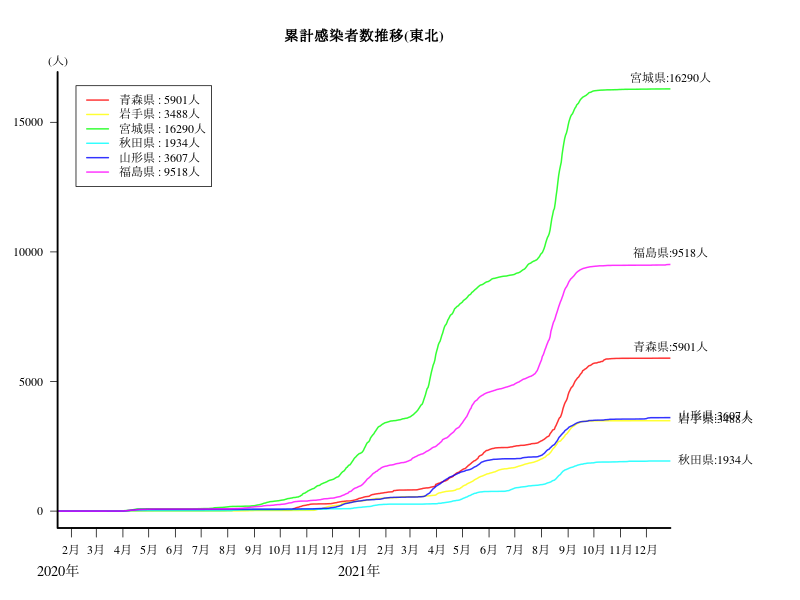 累計感染者数推移(東北)
(人)
宮城県:16290人
青森県 : 5901人
岩手県 : 3488人
宮城県 : 16290人
秋田県 : 1934人
山形県 : 3607人
福島県 : 9518人
15000
10000
5000
0
福島県:9518人
青森県:5901人
山形県:3607人
岩手県:3488人
秋田県:1934人
2月 3月 4月 5月 6月 7月 8月 9月 10月 11月 12月 1月 2月 3月 4月 5月 6月 7月 8月 9月 10月 11月 12月
2020年 2021年